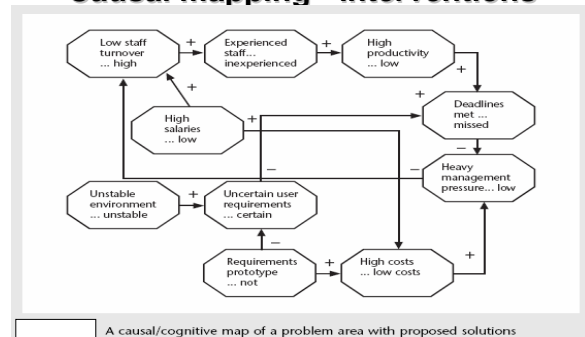 Causal mapping - interventions
Low staff
turnover
... high
+
Experienced
staff...
inexperienced
+
High
productivity
... low
+
+
High
salaries
... low
+
+
Deadlines
met ...
missed
–
–
–
Heavy
management
pressure... low
Unstable
environment
... unstable
+
Uncertain user
requirements
... certain
–
Requirements
prototype
... not
+
High costs
... low costs
+
A causal/cognitive map of a problem area with proposed solutions